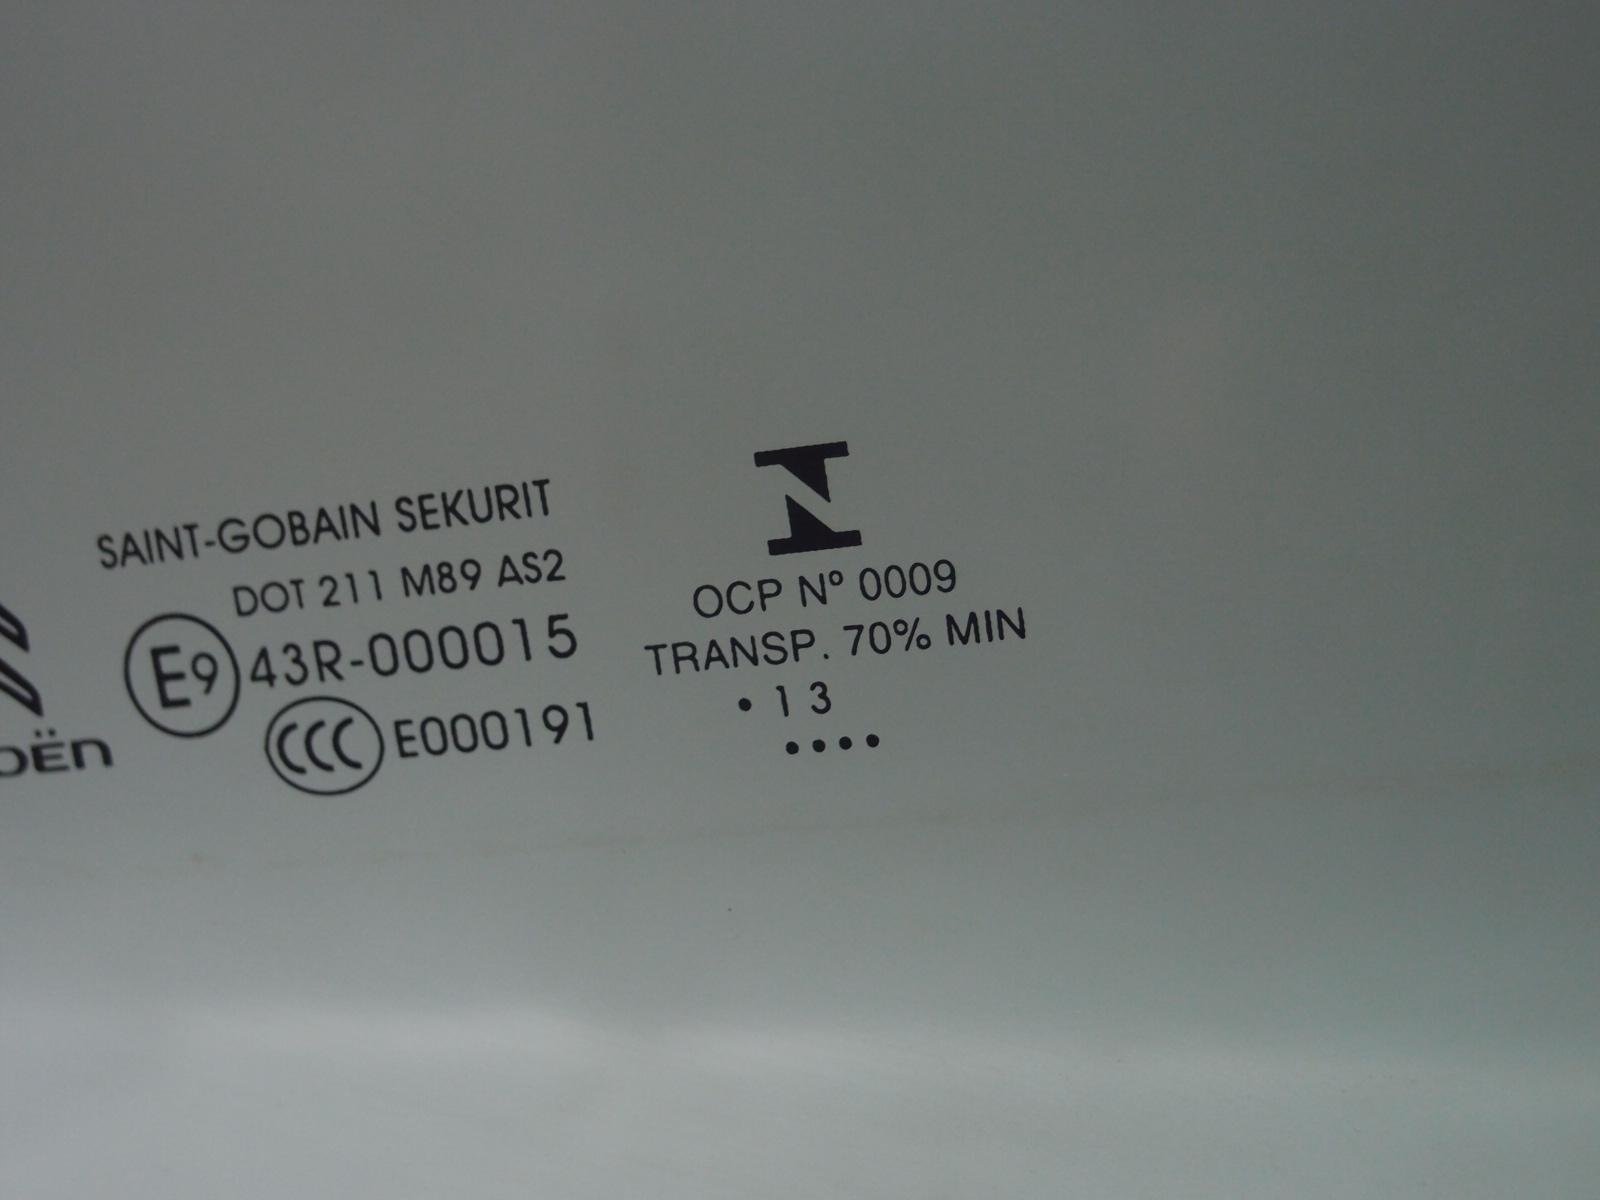 SAINT-GOBAIN SEKURIT
DOT 211 M89 AS2
E9 43R-000015
CCC E000191
OCP Nº 0009
TRANSP. 70% MIN
• 1 3
• • • •